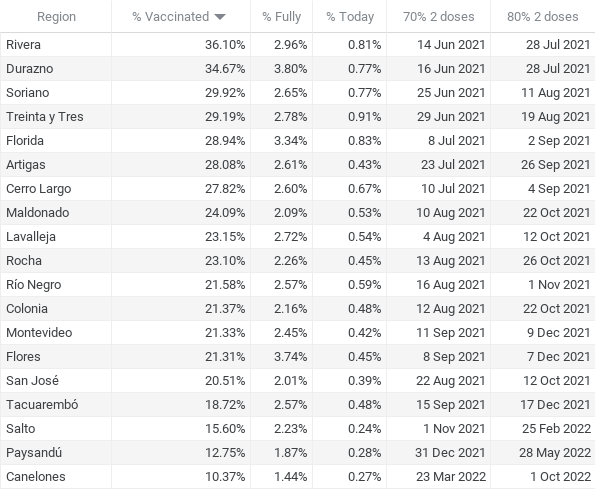 Region % Vaccinated % Fully % Today 70% 2 doses 80% 2 doses
Rivera 36.10% 2.96% 0.81% 14 Jun 2021 28 Jul 2021
Durazno 34.67% 3.80% 0.77% 16 Jun 2021 28 Jul 2021
Soriano 29.92% 2.65% 0.77% 25 Jun 2021 11 Aug 2021
Treinta y Tres 29.19% 2.78% 0.91% 29 Jun 2021 19 Aug 2021
Florida 28.94% 3.34% 0.83% 8 Jul 2021 2 Sep 2021
Artigas 28.08% 2.61% 0.43% 23 Jul 2021 26 Sep 2021
Cerro Largo 27.82% 2.60% 0.67% 10 Jul 2021 4 Sep 2021
Maldonado 24.09% 2.09% 0.53% 10 Aug 2021 22 Oct 2021
Lavalleja 23.15% 2.72% 0.54% 4 Aug 2021 12 Oct 2021
Rocha 23.10% 2.26% 0.45% 13 Aug 2021 26 Oct 2021
Río Negro 21.58% 2.57% 0.59% 16 Aug 2021 1 Nov 2021
Colonia 21.37% 2.16% 0.48% 12 Aug 2021 22 Oct 2021
Montevideo 21.33% 2.45% 0.42% 11 Sep 2021 9 Dec 2021
Flores 21.31% 3.74% 0.45% 8 Sep 2021 7 Dec 2021
San José 20.51% 2.01% 0.39% 22 Aug 2021 12 Oct 2021
Tacuarembó 18.72% 2.57% 0.48% 15 Sep 2021 17 Dec 2021
Salto 15.60% 2.23% 0.24% 1 Nov 2021 25 Feb 2022
Paysandú 12.75% 1.87% 0.28% 31 Dec 2021 28 May 2022
Canelones 10.37% 1.44% 0.27% 23 Mar 2022 1 Oct 2022